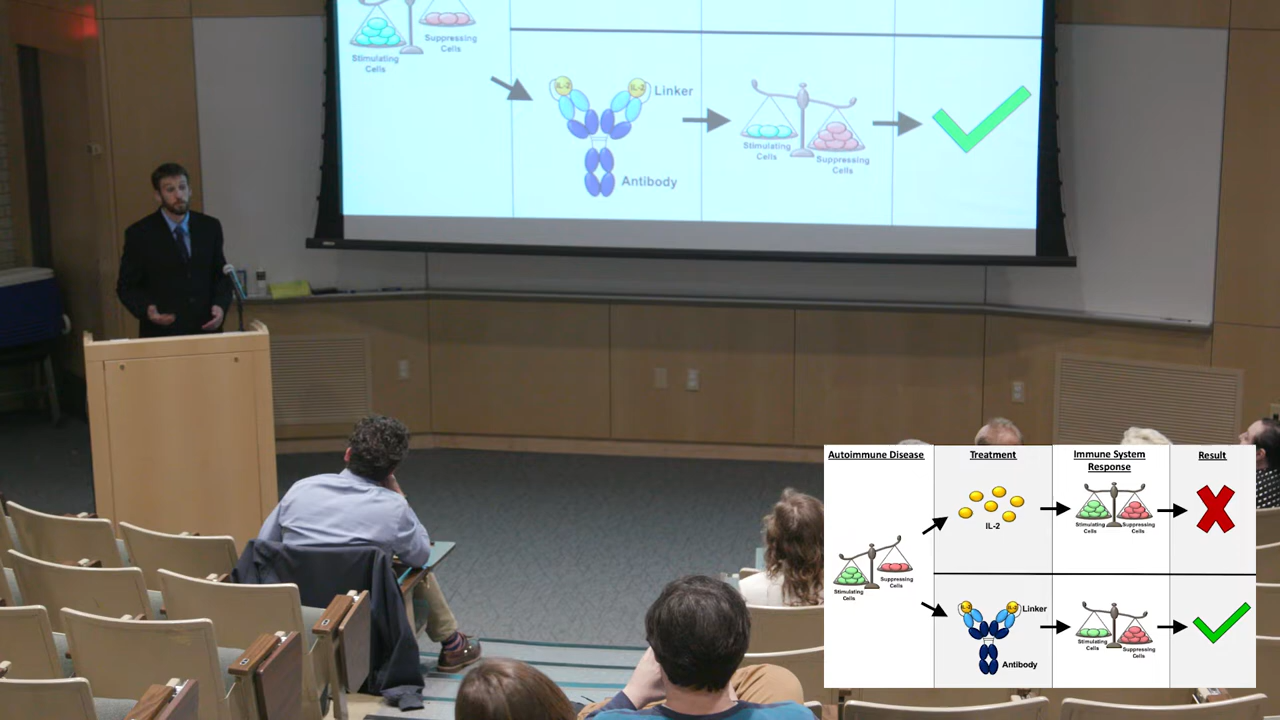 Stimulating
Cells
Suppressing
Cells
Linker
Antibody
Stimulating
Cells
Suppressing
Cells
Autoimmune Disease
Treatment
Immune System
Response
Result
IL-2
Stimulating
Cells
Suppressing
Cells
Stimulating
Cells
Suppressing
Cells
Linker
Antibody
Stimulating
Cells
Suppressing
Cells